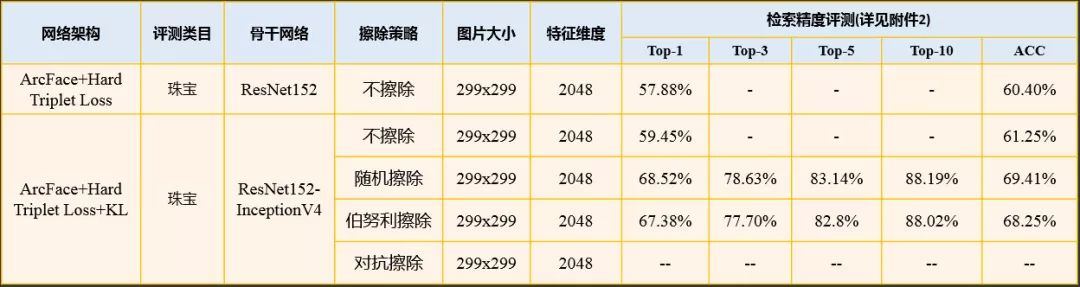 网络架构 评测类目 骨干网络 擦除策略 图片大小 特征维度 检索精度评测(详见附件2)
Top-1 Top-3 Top-5 Top-10 ACC
ArcFace+Hard
Triplet Loss 珠宝 ResNet152 不擦除 299x299 2048 57.88% - - - 60.40%
不擦除 299x299 2048 59.45% - - - 61.25%
ArcFace+Hard
Triplet Loss+KL 珠宝 ResNet152-
InceptionV4 随机擦除 299x299 2048 68.52% 78.63% 83.14% 88.19% 69.41%
伯努利擦除 299x299 2048 67.38% 77.70% 82.8% 88.02% 68.25%
对抗擦除 299x299 2048 -- -- -- -- --